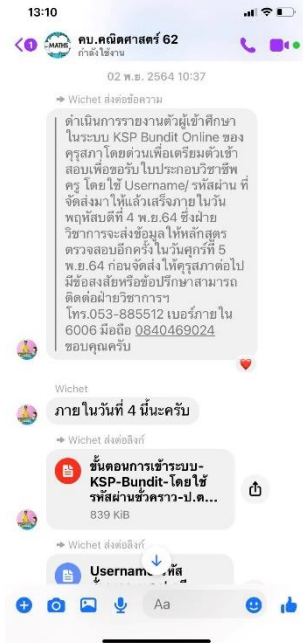 13:10
1
MATHS
คบ.คณิตศาสตร์ 62
กำลังใช้งาน
02 พ.ย. 2564 10:37
Wichet ส่งต่อข้อความ
ดำเนินการรายงานตัวผู้เข้าศึกษา
ในระบบ KSP Bundit Online ของ
คุรุสภาโดยด่วนเพื่อเตรียมตัวเข้า
สอบเพื่อขอรับใบประกอบวิชาชีพ
ครู โดยใช้ Username/ รหัสผ่าน ที่
จัดส่งมาให้แล้วเสร็จภายในวัน
พฤหัสบดีที่ 4 พ.ย.64 ซึ่งฝ่าย
วิชาการจะส่งข้อมูลให้หลักสูตร
ตรวจสอบอีกครั้งในวันศุกร์ที่ 5
พ.ย.64 ก่อนจัดส่งให้คุรุสภาต่อไป
มีข้อสงสัยหรือข้อปรึกษาสามารถ
ติดต่อฝ่ายวิชาการฯ
โทร.053-885512 เบอร์ภายใน
6006 มือถือ 0840469024
ขอบคุณครับ
Wichet
ภายในวันที่ 4 นี้นะครับ
Wichet ส่งต่อลิงก์
ขั้นตอนการเข้าระบบ-
KSP-Bundit-โดยใช้
รหัสผ่านชั่วคราว-ป.ต...
839 KiB
Wichet ส่งต่อลิงก์
Aa